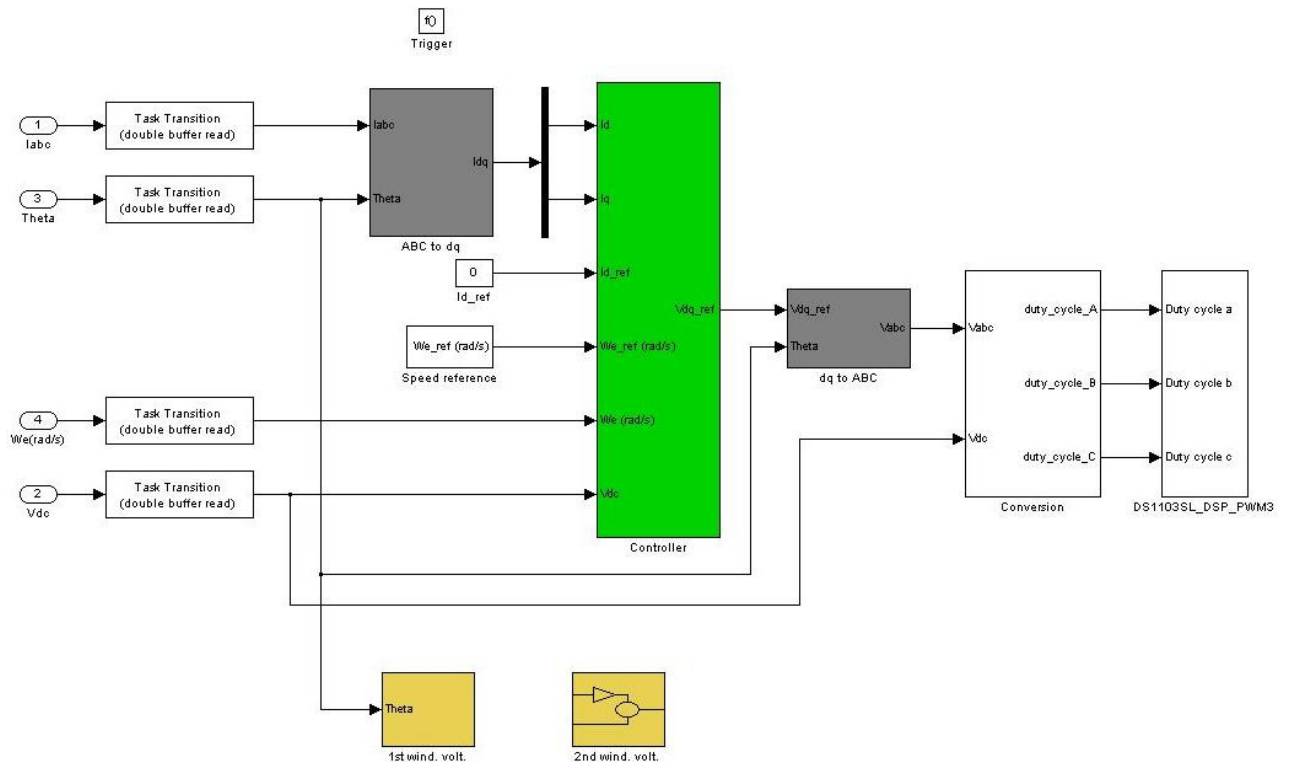 f()
Trigger
1
Iabc
Task Transition
(double buffer read)
Iabc
Theta
Idq
ABC to dq
3
Theta
Task Transition
(double buffer read)
0
Id_ref
We_ref (rad/s)
Speed reference
4
We(rad/s)
Task Transition
(double buffer read)
2
Vdc
Task Transition
(double buffer read)
Id
Iq
Id_ref
We_ref (rad/s)
We (rad/s)
Vdc
Vdq_ref
Controller
Vdq_ref
Theta
Vabc
dq to ABC
Vabc
Vdc
duty_cycle_A
duty_cycle_B
duty_cycle_C
Conversion
Duty cycle a
Duty cycle b
Duty cycle c
DS1103SL_DSP_PWM3
Theta
1st wind. volt.
2nd wind. volt.